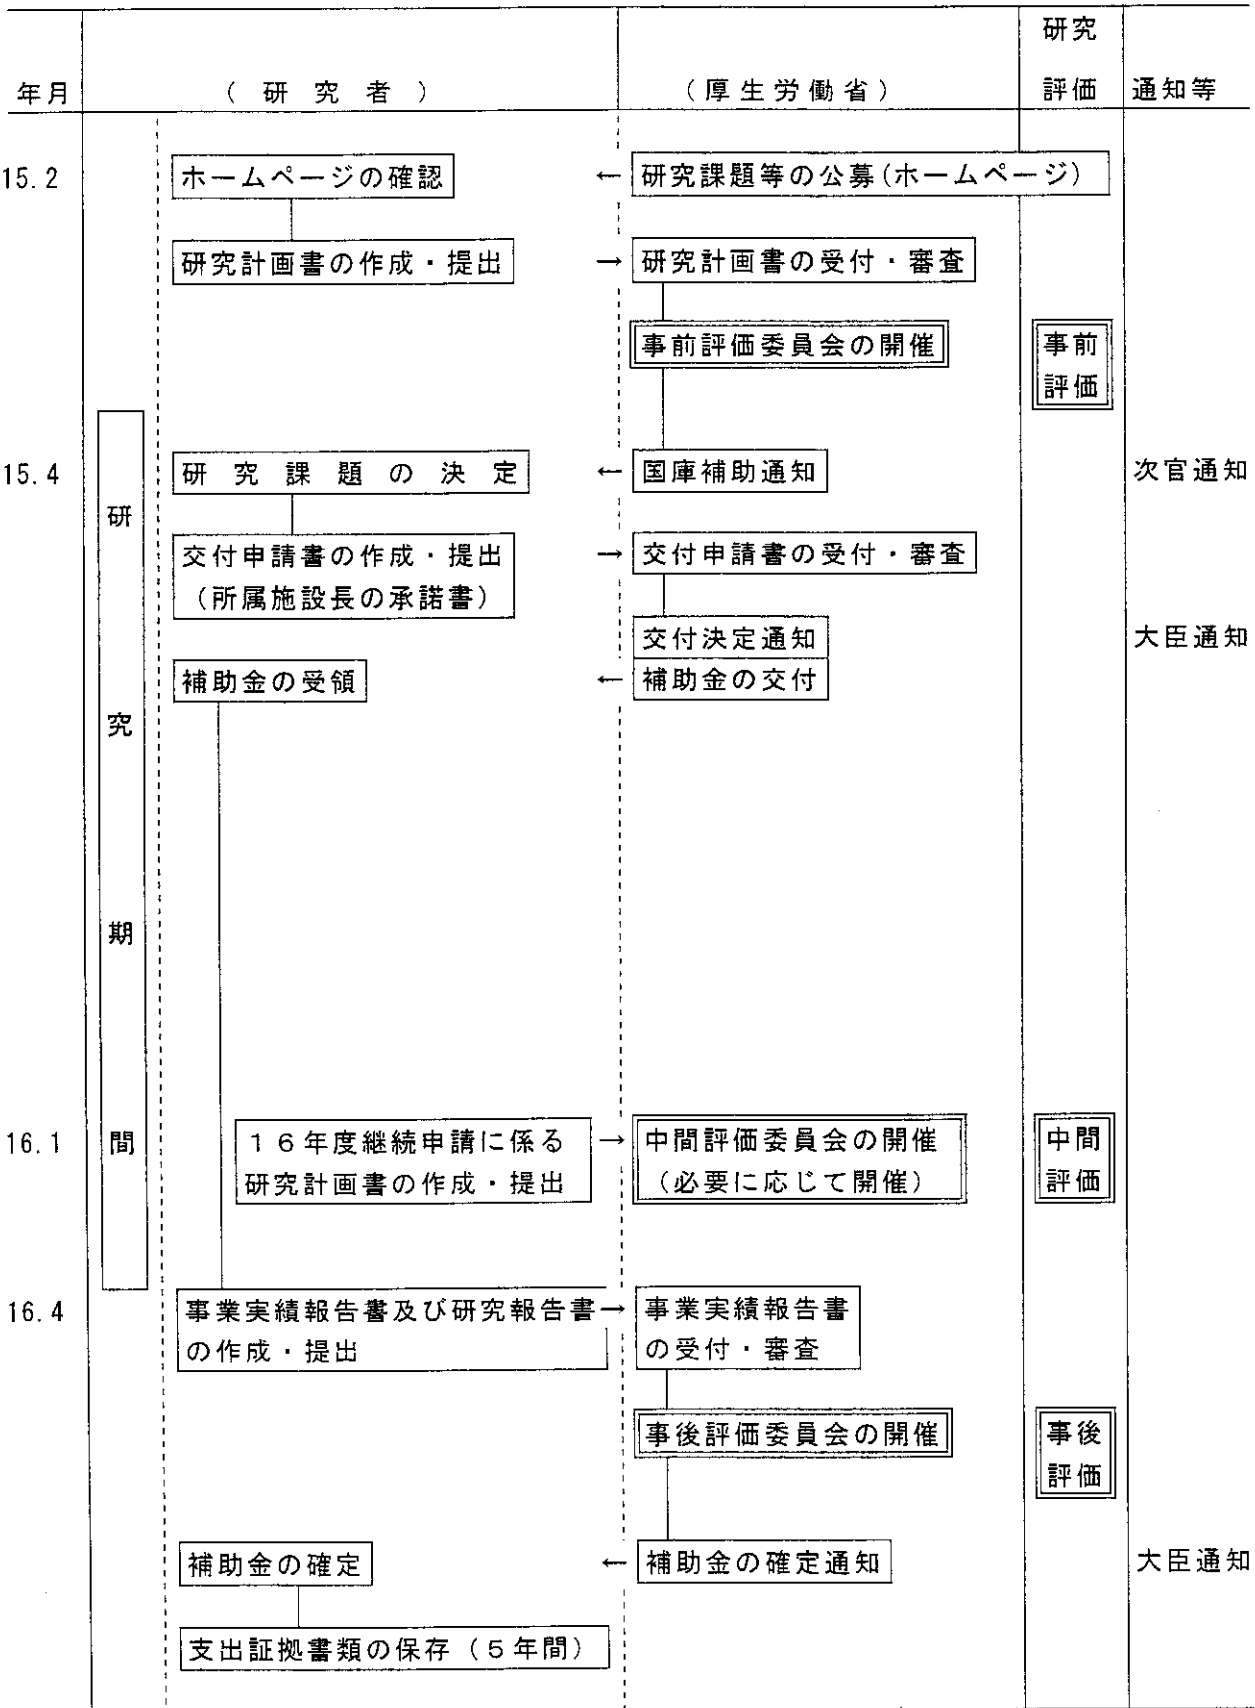 研究
年月 （研究者） （厚生労働省） 評価 通知等
15.2 ホームページの確認 ← 研究課題等の公募(ホームページ)
研究計画書の作成・提出 → 研究計画書の受付・審査
事前評価委員会の開催 事前
評価
15.4 研究課題の決定 ← 国庫補助通知 次官通知
研
交付申請書の作成・提出 → 交付申請書の受付・審査
（所属施設長の承諾書）
交付決定通知 大臣通知
補助金の受領 ← 補助金の交付
究
期
16.1 間 １６年度継続申請に係る → 中間評価委員会の開催 中間
研究計画書の作成・提出 （必要に応じて開催） 評価
16.4 事業実績報告書及び研究報告書 → 事業実績報告書
の作成・提出 の受付・審査
事後評価委員会の開催 事後
評価
補助金の確定 ← 補助金の確定通知 大臣通知
支出証拠書類の保存（５年間）